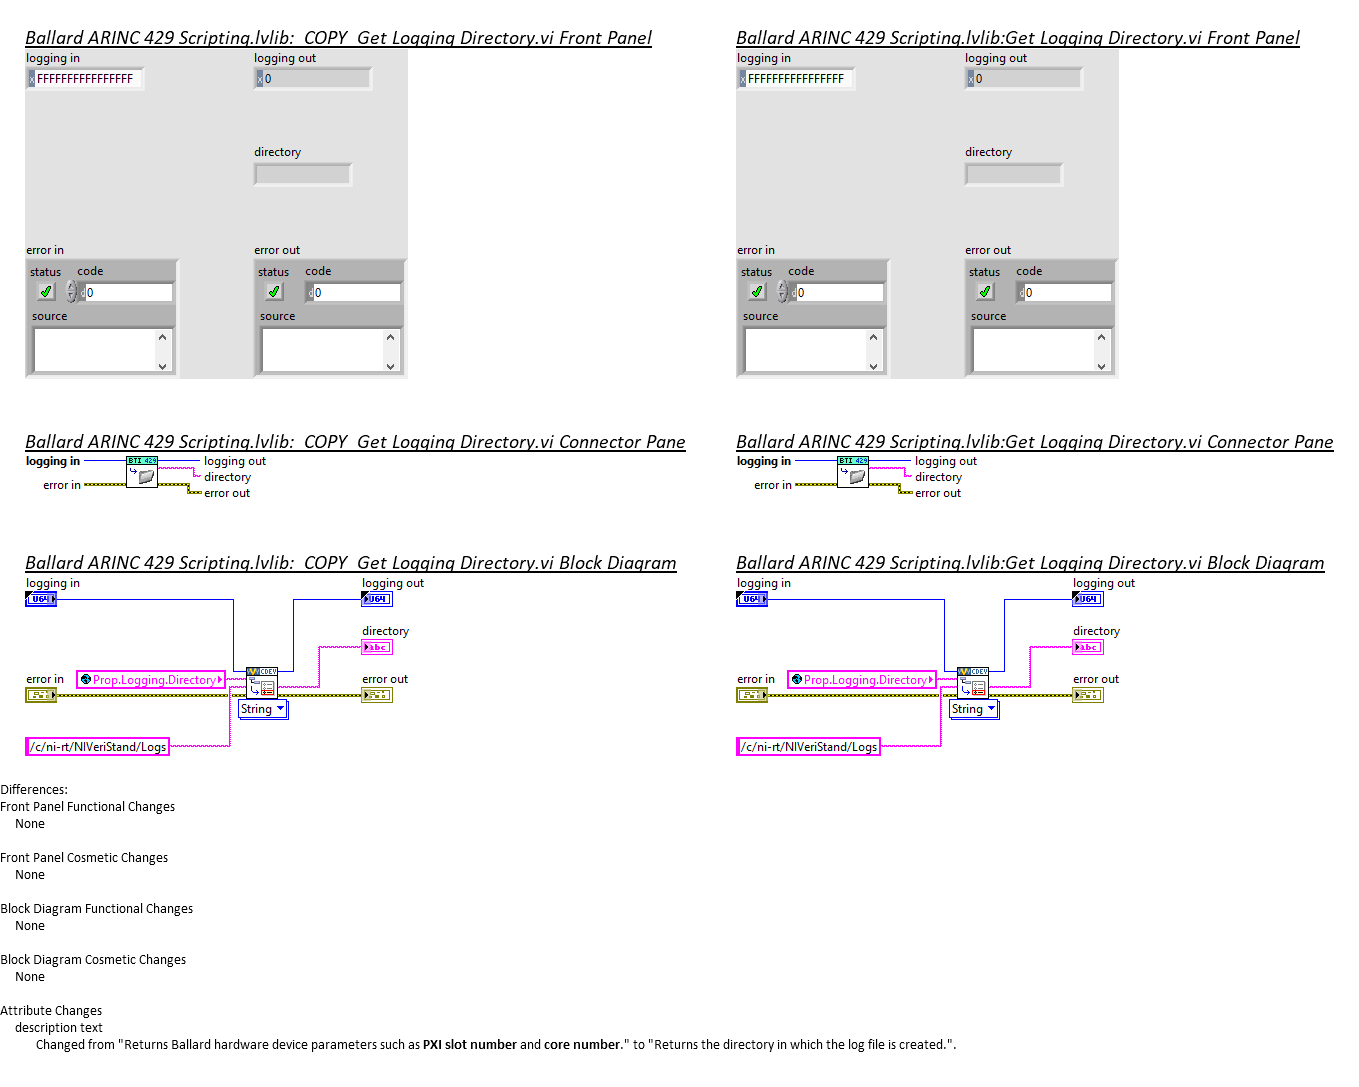 Ballard ARINC 429 Scripting.lvlib:  COPY  Get Logging Directory.vi Front Panel
logging in
logging out
x FFFFFFFFFFFFFFFF
x 0
directory
error in
error out
status
code
status
code
d 0
d 0
source
source
Ballard ARINC 429 Scripting.lvlib:Get Logging Directory.vi Front Panel
logging in
logging out
x FFFFFFFFFFFFFFFF
x 0
directory
error in
error out
status
code
status
code
d 0
d 0
source
source
Ballard ARINC 429 Scripting.lvlib:  COPY  Get Logging Directory.vi Connector Pane
logging in
BTI 429
logging out
directory
error in
error out
Ballard ARINC 429 Scripting.lvlib:Get Logging Directory.vi Connector Pane
logging in
BTI 429
logging out
directory
error in
error out
Ballard ARINC 429 Scripting.lvlib:  COPY  Get Logging Directory.vi Block Diagram
logging in
logging out
U64
U64
directory
abc
error in
Prop.Logging.Directory
CDEV
error out
String
/c/ni-rt/NIVeriStand/Logs
Ballard ARINC 429 Scripting.lvlib:Get Logging Directory.vi Block Diagram
logging in
logging out
U64
U64
directory
abc
error in
Prop.Logging.Directory
CDEV
error out
String
/c/ni-rt/NIVeriStand/Logs
Differences:
Front Panel Functional Changes
None
Front Panel Cosmetic Changes
None
Block Diagram Functional Changes
None
Block Diagram Cosmetic Changes
None
Attribute Changes
description text
Changed from "Returns Ballard hardware device parameters such as PXI slot number and core number." to "Returns the directory in which the log file is created.".